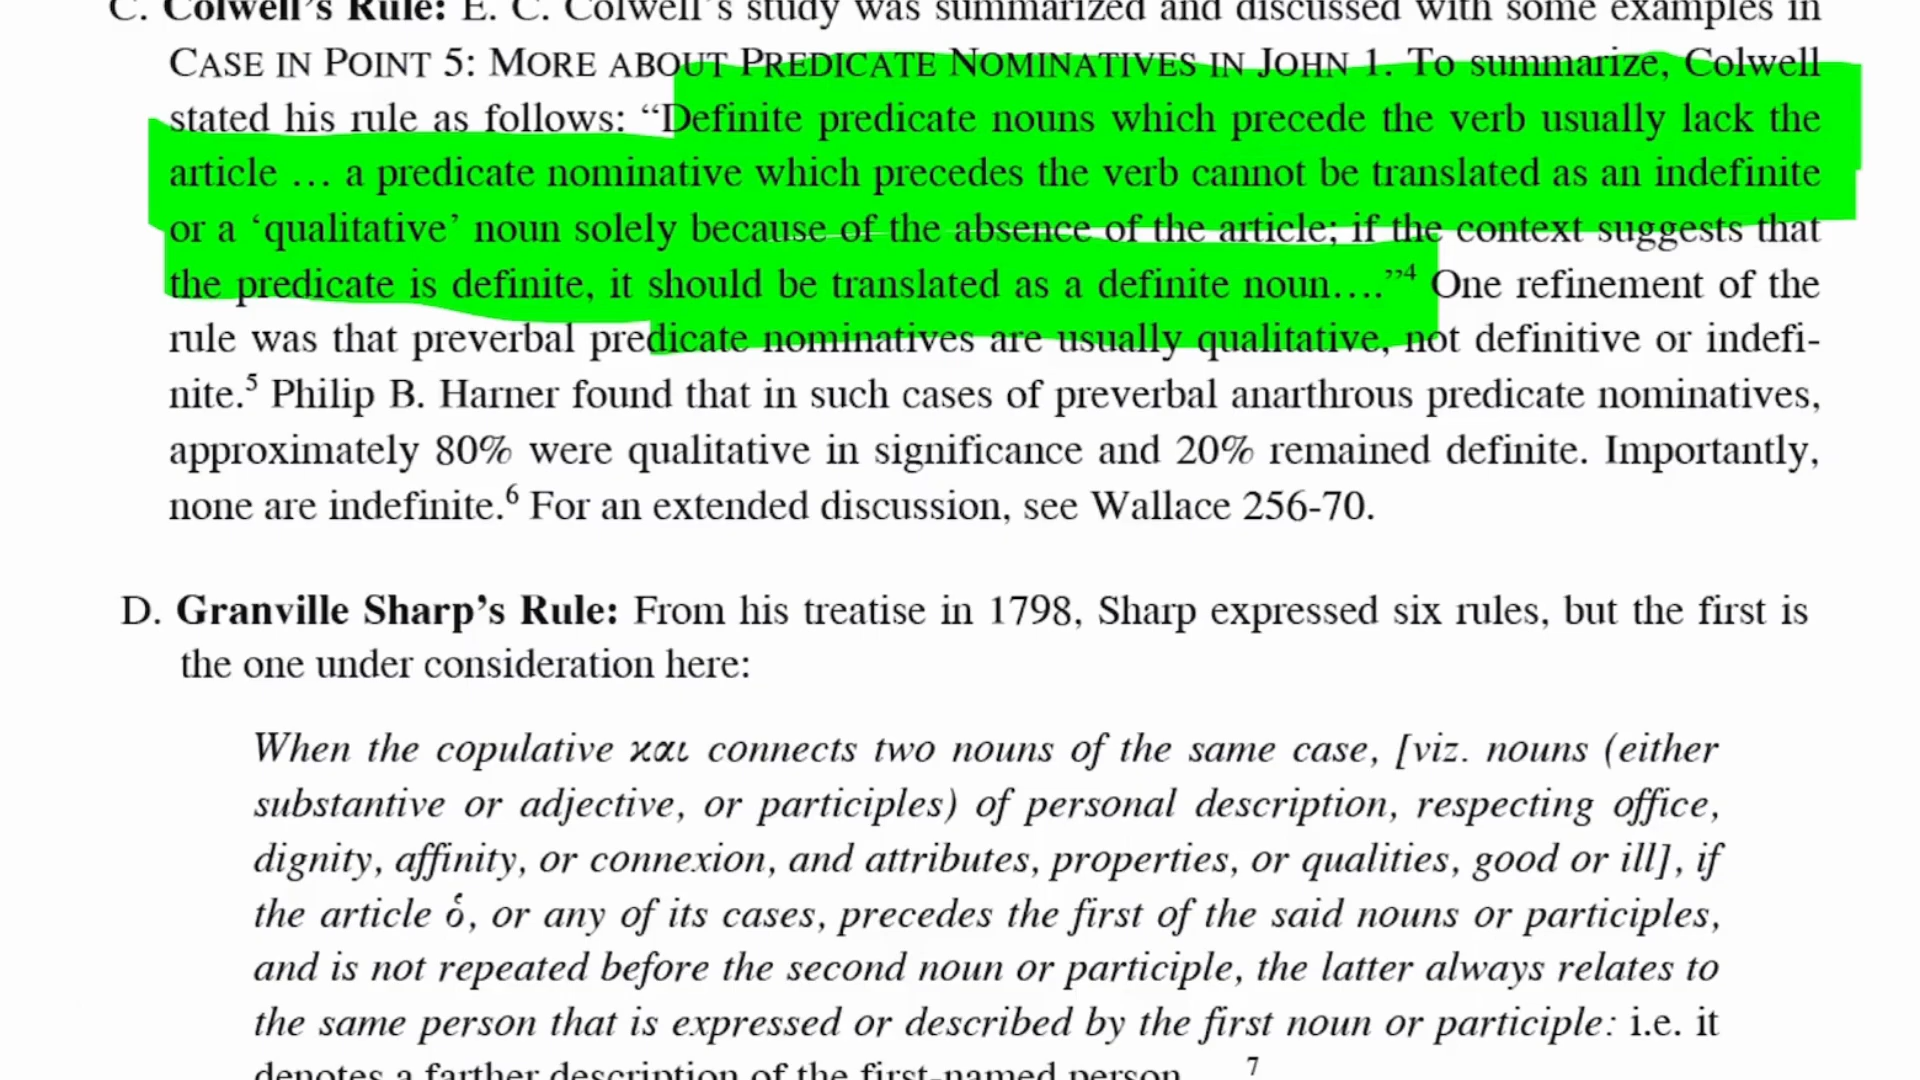 C. Colwell's Rule: E. C. Colwell's study was summarized and discussed with some examples in
CASE IN POINT 5: MORE ABOUT PREDICATE NOMINATIVES IN JOHN 1. To summarize, Colwell
stated his rule as follows: “Definite predicate nouns which precede the verb usually lack the
article … a predicate nominative which precedes the verb cannot be translated as an indefinite
or a ‘qualitative’ noun solely because of the absence of the article; if the context suggests that
the predicate is definite, it should be translated as a definite noun….”4 One refinement of the
rule was that preverbal predicate nominatives are usually qualitative, not definitive or indefi-
nite.5 Philip B. Harner found that in such cases of preverbal anarthrous predicate nominatives,
approximately 80% were qualitative in significance and 20% remained definite. Importantly,
none are indefinite.6 For an extended discussion, see Wallace 256-70.
D. Granville Sharp’s Rule: From his treatise in 1798, Sharp expressed six rules, but the first is
the one under consideration here:
When the copulative και connects two nouns of the same case, [viz. nouns (either
substantive or adjective, or participles) of personal description, respecting office,
dignity, affinity, or connexion, and attributes, properties, or qualities, good or ill], if
the article ὁ, or any of its cases, precedes the first of the said nouns or participles,
and is not repeated before the second noun or participle, the latter always relates to
the same person that is expressed or described by the first noun or participle: i.e. it
denotes a farther description of the first-named person 7